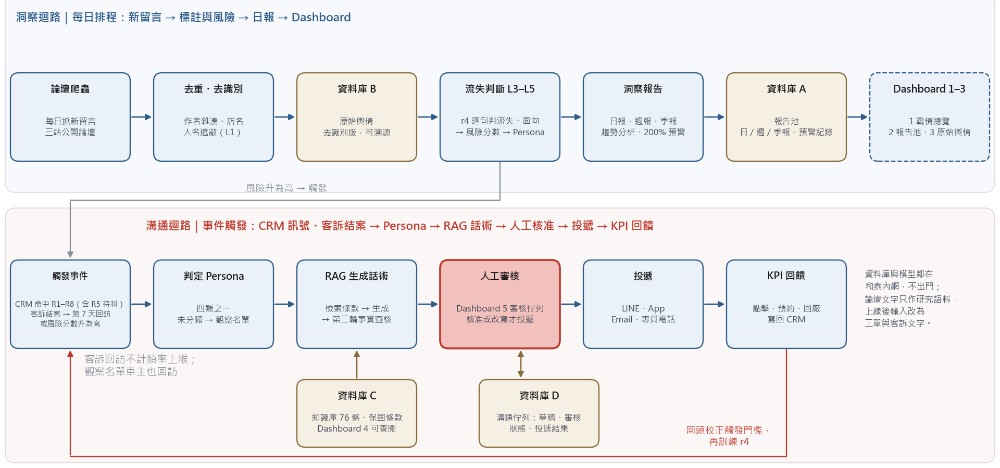 洞察迴路｜每日排程：新留言 → 標註與風險 → 日報 → Dashboard
論壇爬蟲
每日抓新留言
三站公開論壇
去重·去識別
作者雜湊、店名
人名遮蔽（L1）
資料庫 B
原始輿情
去識別版·可溯源
流失判斷 L3–L5
r4 逐句判流失、面向
→ 風險分數 → Persona
洞察報告
日報·週報·季報
趨勢分析、200% 預警
資料庫 A
報告池
日 / 週 / 季報、預警紀錄
Dashboard 1–3
1 戰情總覽
2 報告池·3 原始輿情
風險升為高 → 觸發
溝通迴路｜事件觸發：CRM 訊號·客訴結案 → Persona → RAG 話術 → 人工核准 → 投遞 → KPI 回饋
觸發事件
CRM 命中 R1–R8（含 R5 待料）
客訴結案 → 第 7 天回訪
或風險分數升為高
判定 Persona
四類之一
未分類 → 觀察名單
RAG 生成話術
檢索條款 → 生成
→ 第二輪事實查核
人工審核
Dashboard 5 審核佇列
核准或改寫才投遞
投遞
LINE·App
Email·專員電話
KPI 回饋
點擊·預約·回廠
寫回 CRM
資料庫與模型都在
和泰內網，不出門；
論壇文字只作研究語料，
上線後輸入改為
工單與客訴文字。
客訴回訪不計頻率上限；
觀察名單車主也回訪
資料庫 C
知識庫 76 條·保固條款
Dashboard 4 可查閱
資料庫 D
溝通佇列：草稿、審核
狀態、投遞結果
回頭校正觸發門檻，
再訓練 r4